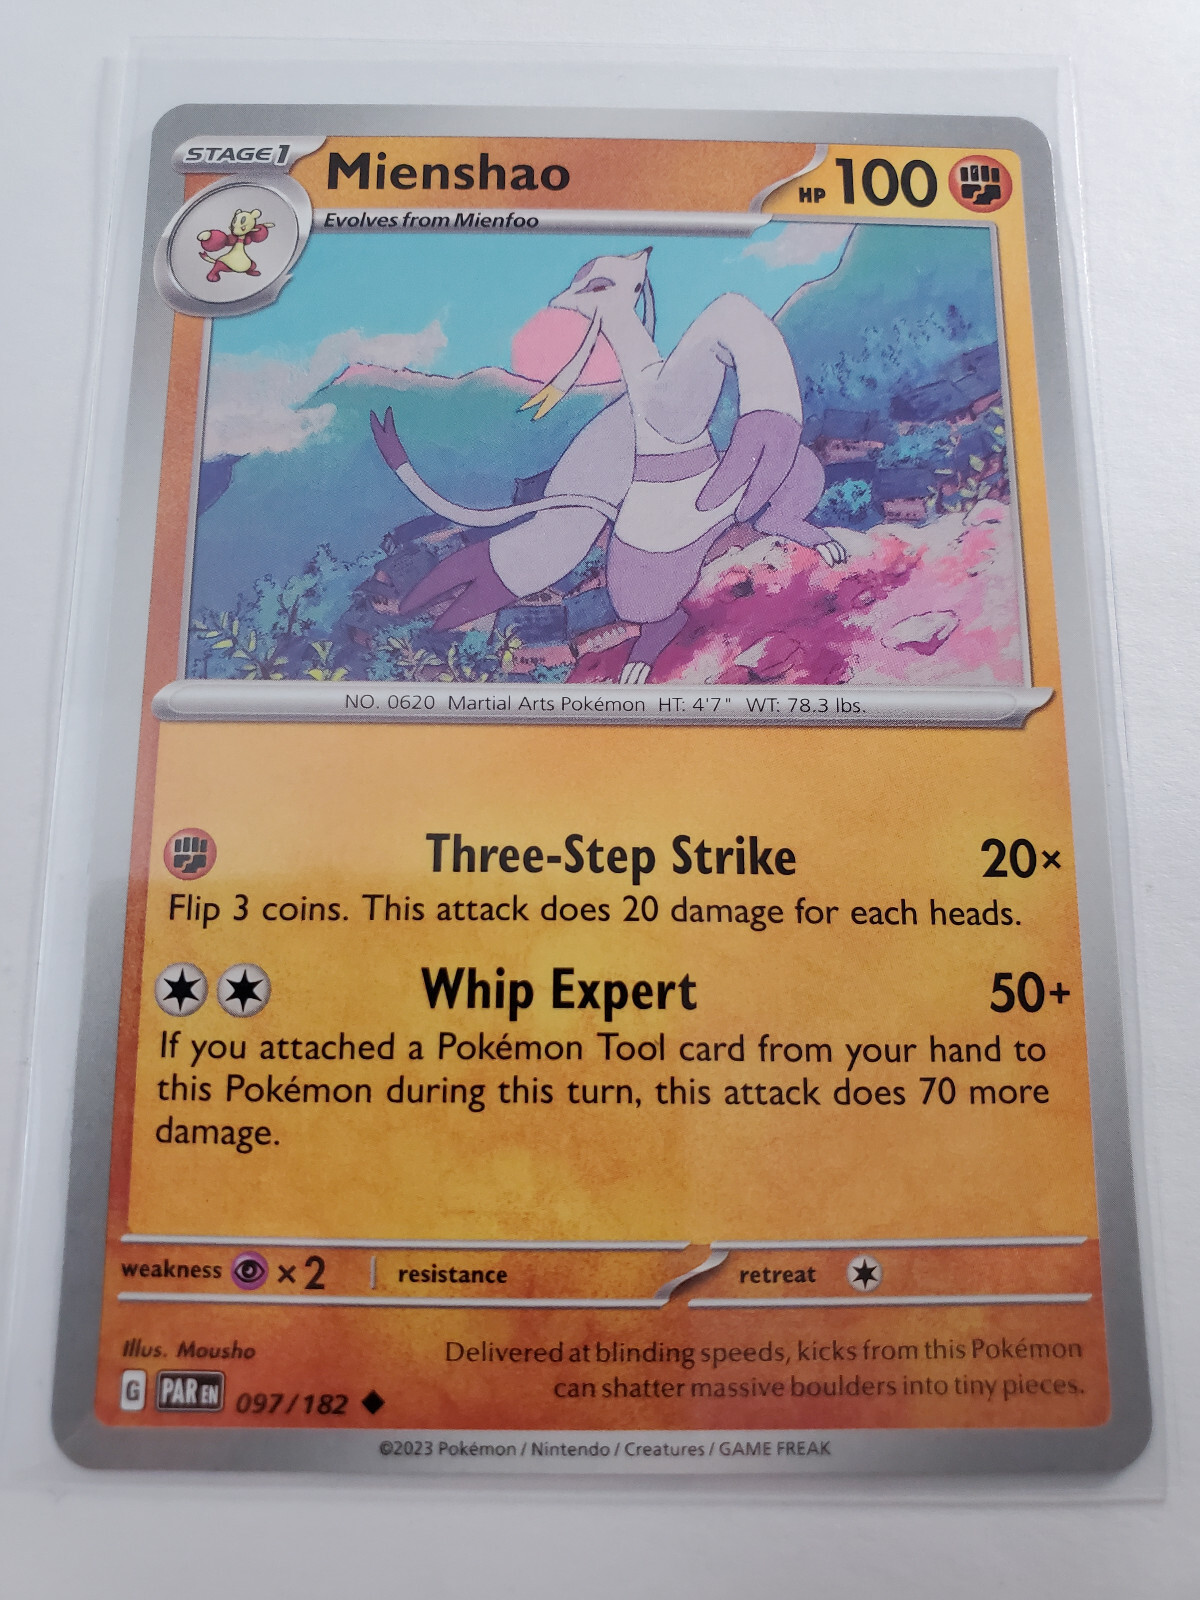 STAGE 1
Mienshao
HP 100
Evolves from Mienfoo
NO. 0620 Martial Arts Pokémon HT: 4'7" WT: 78.3 lbs.
Three-Step Strike 20×
Flip 3 coins. This attack does 20 damage for each heads.
Whip Expert 50+
If you attached a Pokémon Tool card from your hand to
this Pokémon during this turn, this attack does 70 more
damage.
weakness ×2 resistance retreat
Illus. Mousho
Delivered at blinding speeds, kicks from this Pokémon
can shatter massive boulders into tiny pieces.
G PAR EN 097/182
©2023 Pokémon / Nintendo / Creatures / GAME FREAK